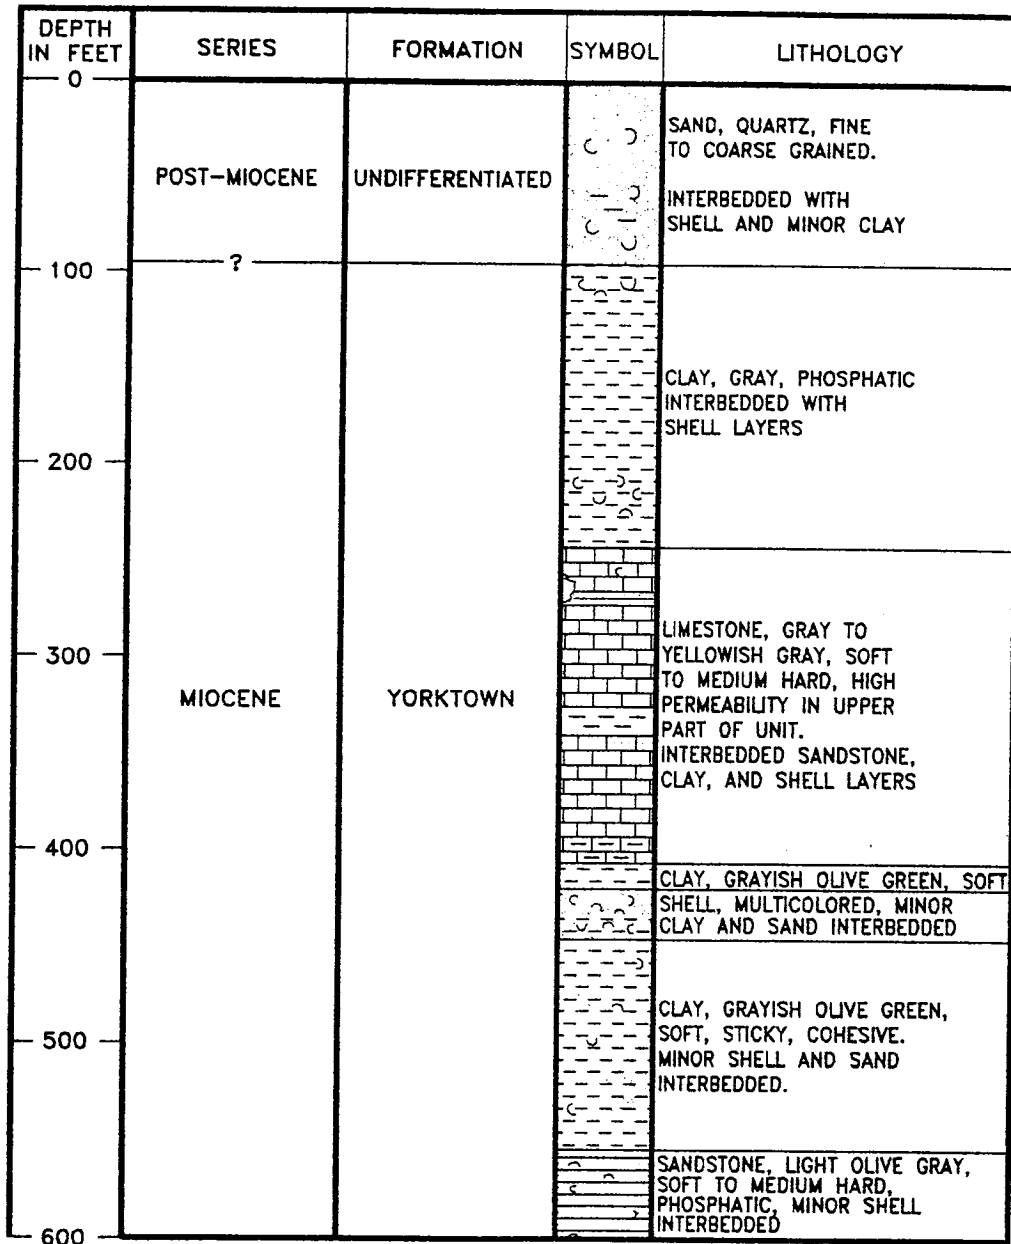 DEPTH
IN FEET
SERIES
FORMATION
SYMBOL
LITHOLOGY
0
POST-MIOCENE
UNDIFFERENTIATED
SAND, QUARTZ, FINE
TO COARSE GRAINED.
INTERBEDDED WITH
SHELL AND MINOR CLAY
?
100
CLAY, GRAY, PHOSPHATIC
INTERBEDDED WITH
SHELL LAYERS
200
300
MIOCENE
YORKTOWN
LIMESTONE, GRAY TO
YELLOWISH GRAY, SOFT
TO MEDIUM HARD, HIGH
PERMEABILITY IN UPPER
PART OF UNIT.
INTERBEDDED SANDSTONE,
CLAY, AND SHELL LAYERS
400
CLAY, GRAYISH OLIVE GREEN, SOFT
SHELL, MULTICOLORED, MINOR
CLAY AND SAND INTERBEDDED
500
CLAY, GRAYISH OLIVE GREEN,
SOFT, STICKY, COHESIVE.
MINOR SHELL AND SAND
INTERBEDDED.
SANDSTONE, LIGHT OLIVE GRAY,
SOFT TO MEDIUM HARD,
PHOSPHATIC, MINOR SHELL
INTERBEDDED
600